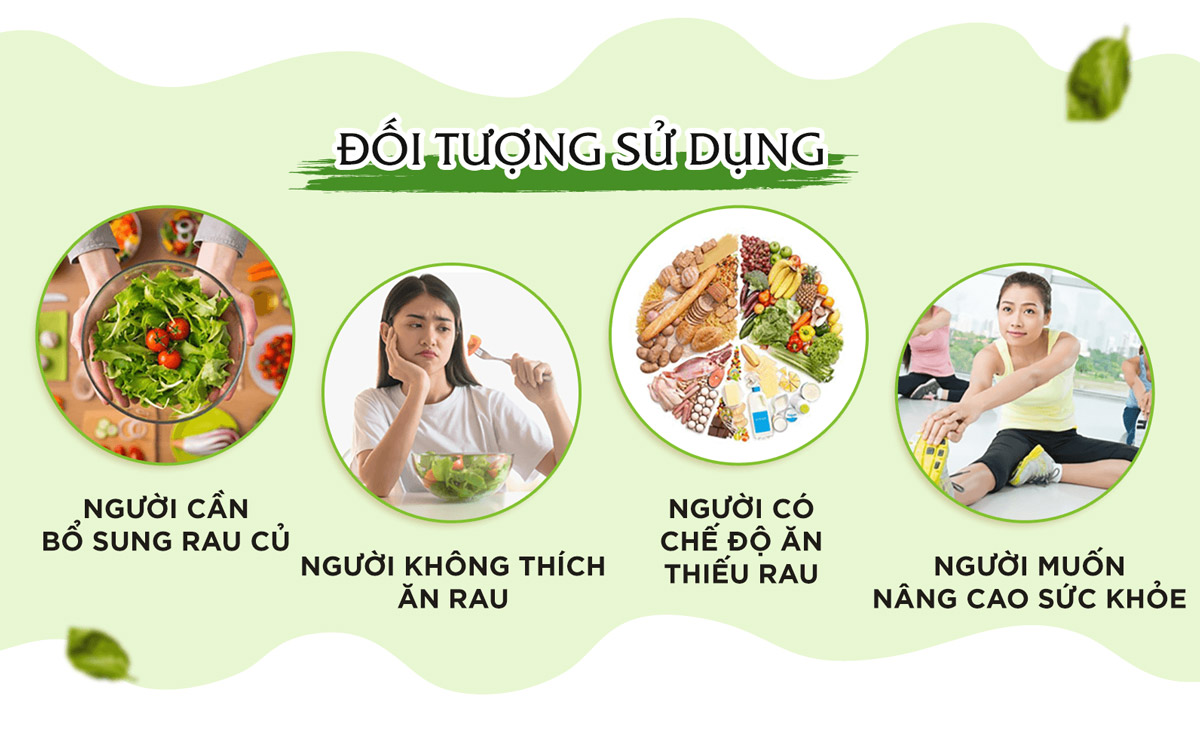 ĐỐI TƯỢNG SỬ DỤNG
NGƯỜI CẦN
BỔ SUNG RAU CỦ
NGƯỜI KHÔNG THÍCH
ĂN RAU
NGƯỜI CÓ
CHẾ ĐỘ ĂN
THIẾU RAU
NGƯỜI MUỐN
NÂNG CAO SỨC KHỎE